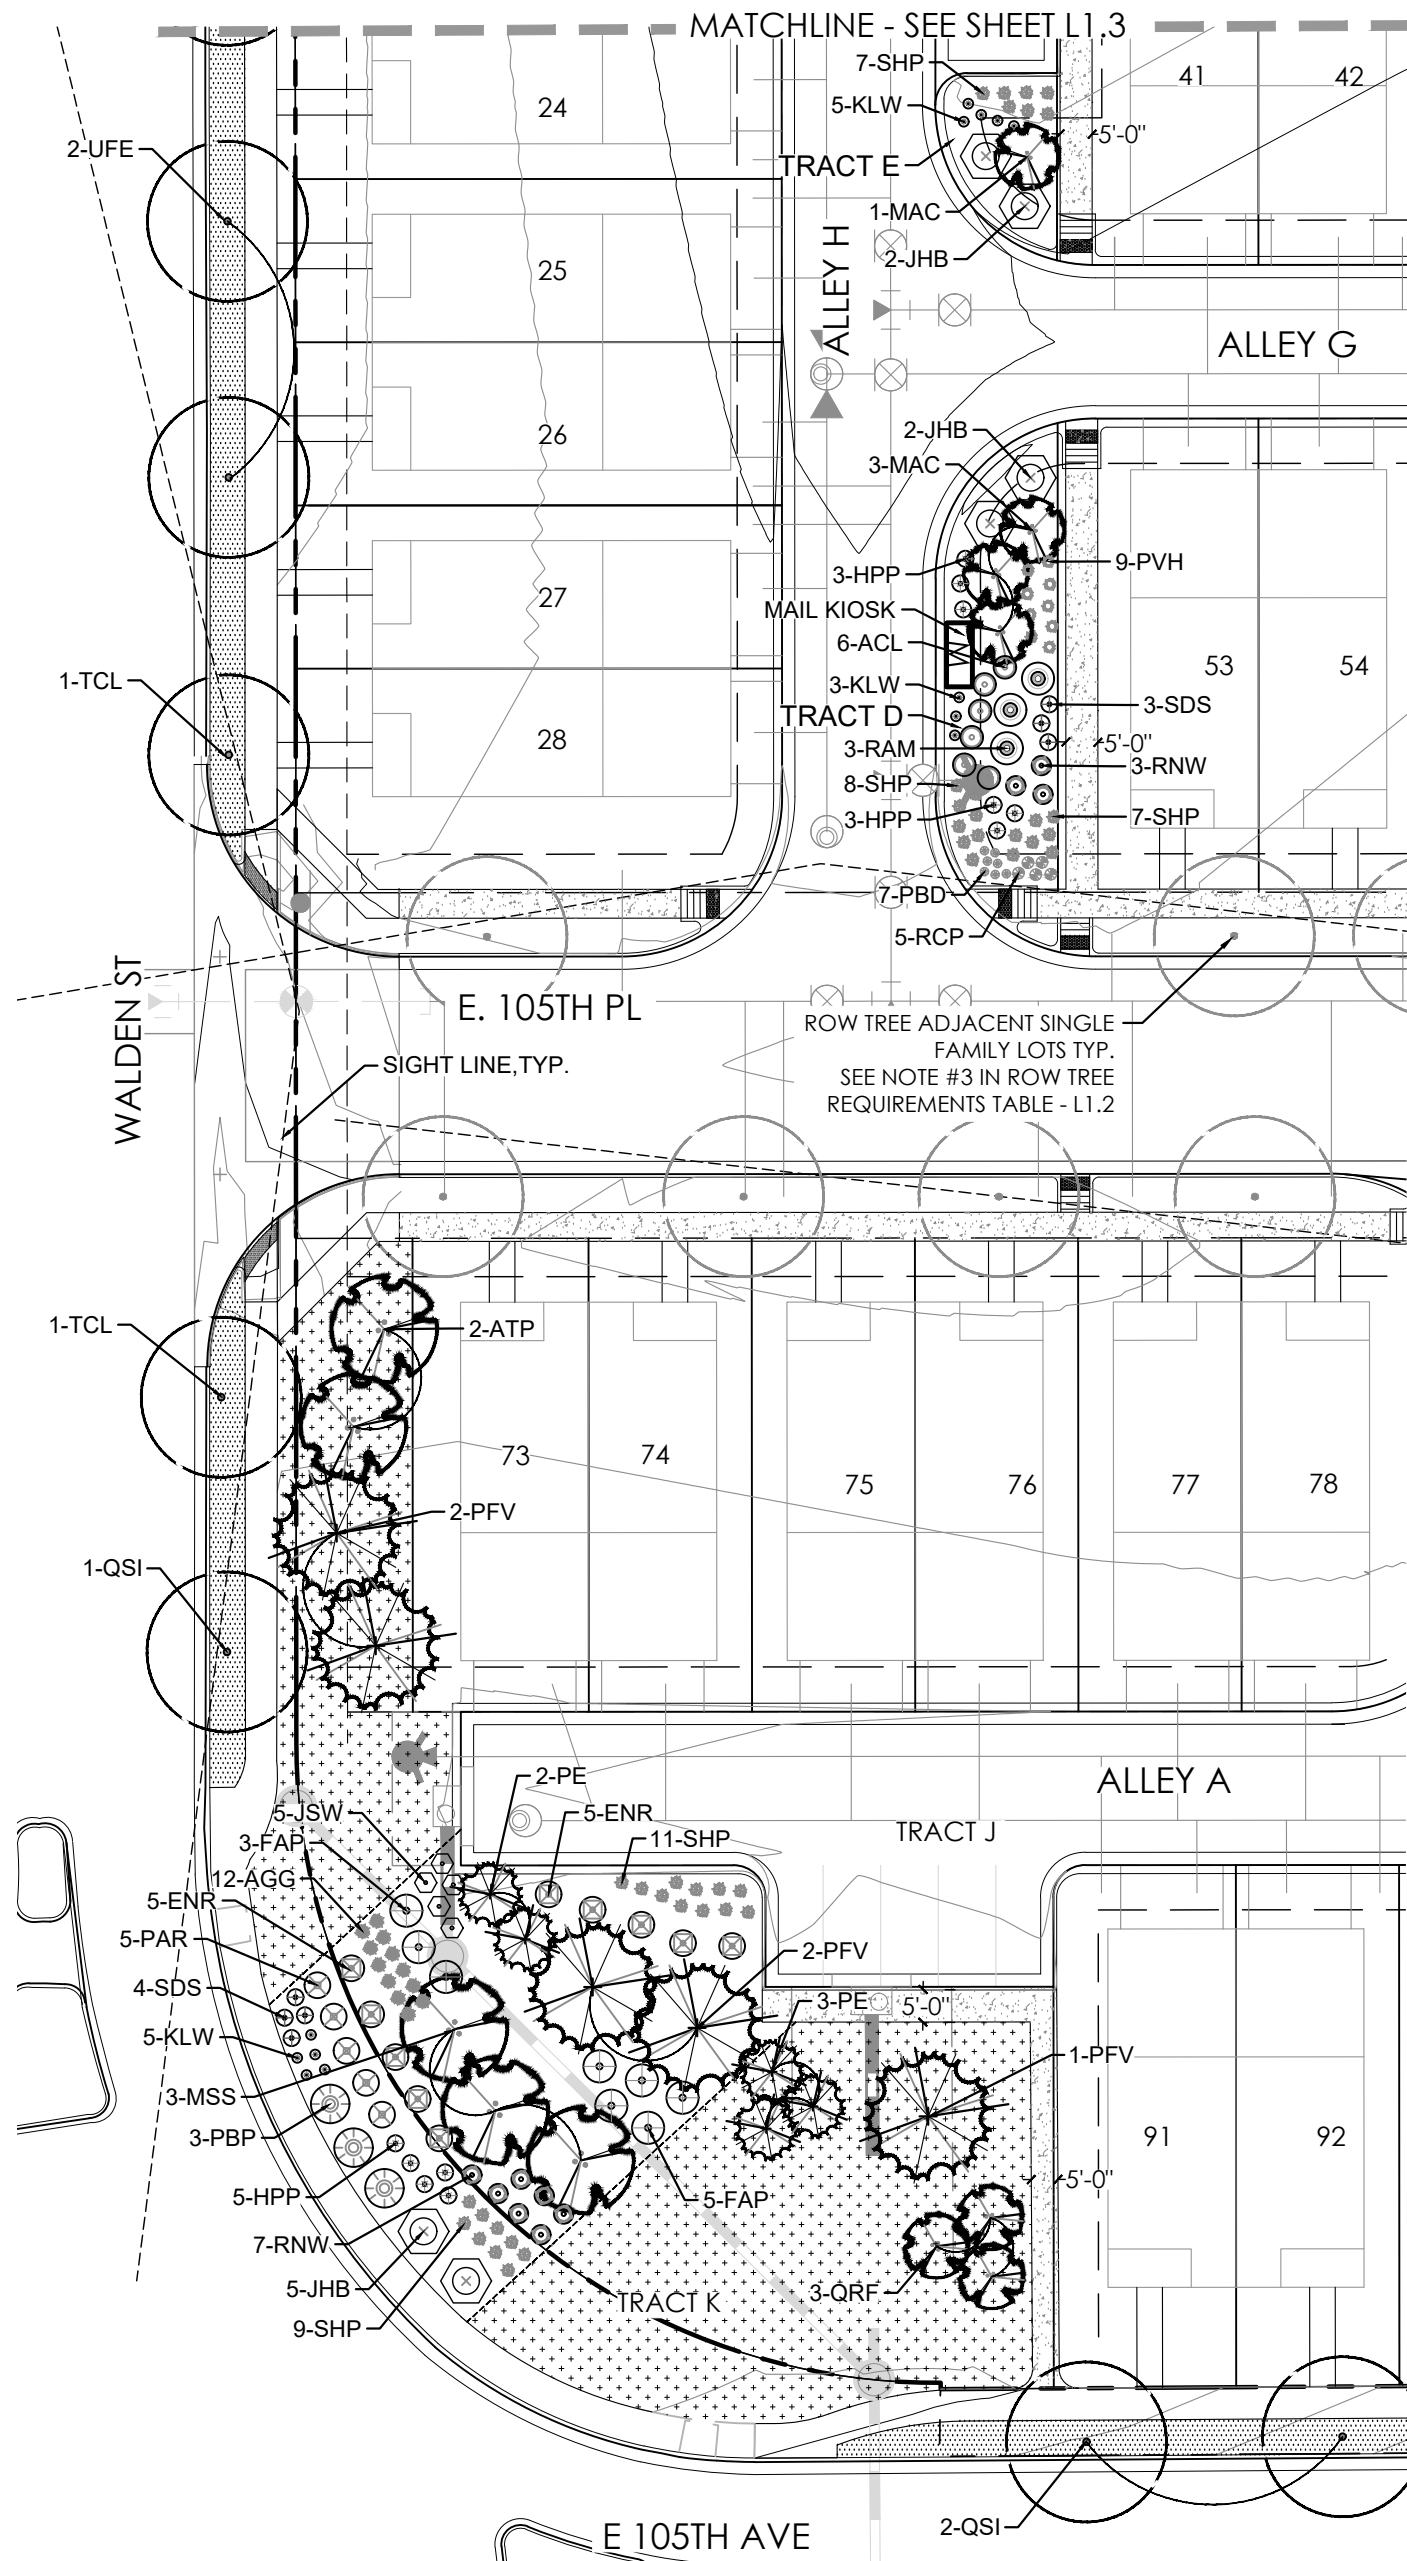 MATCHLINE - SEE SHEET L1.3
7-SHP
41
42
24
5-KLW
5'-0"
2-UFE
TRACT E
1-MAC
ALLEY H
2-JHB
25
ALLEY G
2-JHB
26
3-MAC
9-PVH
3-HPP
27
MAIL KIOSK
6-ACL
53
54
1-TCL
3-KLW
3-SDS
TRACT D
28
5'-0"
3-RAM
3-RNW
8-SHP
3-HPP
7-SHP
7-PBD
5-RCP
WALDEN ST
E. 105TH PL
ROW TREE ADJACENT SINGLE
FAMILY LOTS TYP.
SEE NOTE #3 IN ROW TREE
REQUIREMENTS TABLE - L1.2
SIGHT LINE,TYP.
1-TCL
2-ATP
73
74
75
76
77
78
2-PFV
1-QSI
2-PE
ALLEY A
5-JSW
5-ENR
TRACT J
3-FAP
11-SHP
12-AGG
5-ENR
5-PAR
2-PFV
4-SDS
3-PE
5'-0"
5-KLW
1-PFV
3-MSS
3-PBP
91
92
5'-0"
5-HPP
5-FAP
7-RNW
5-JHB
3-QRF
TRACT K
9-SHP
2-QSI
E 105TH AVE